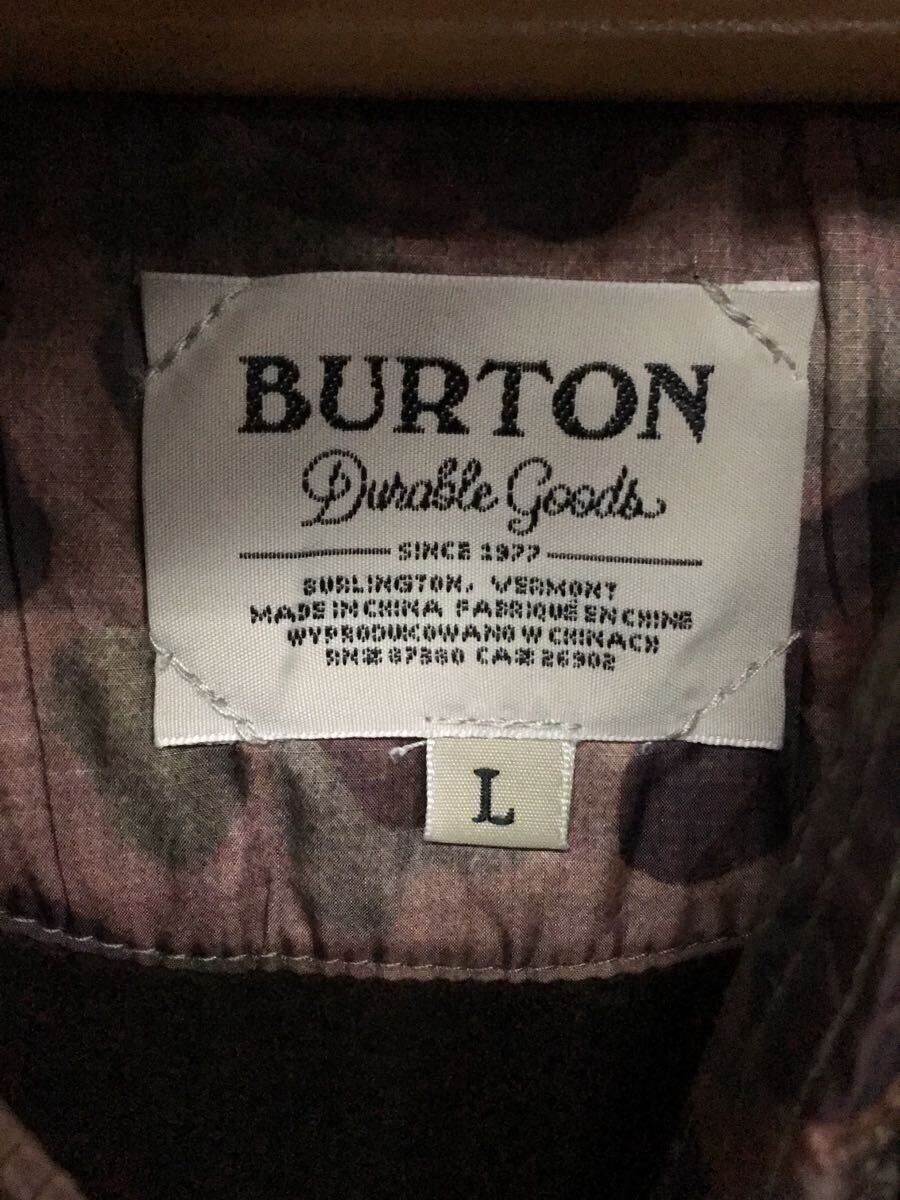 BURTON
Durable Goods
SINCE 1977
BURLINGTON, VERMONT
MADE IN CHINA FABRIQUÉ EN CHINE
WYPRODUKOWANO W CHINACH
RN# 87380 CA# 26902
L